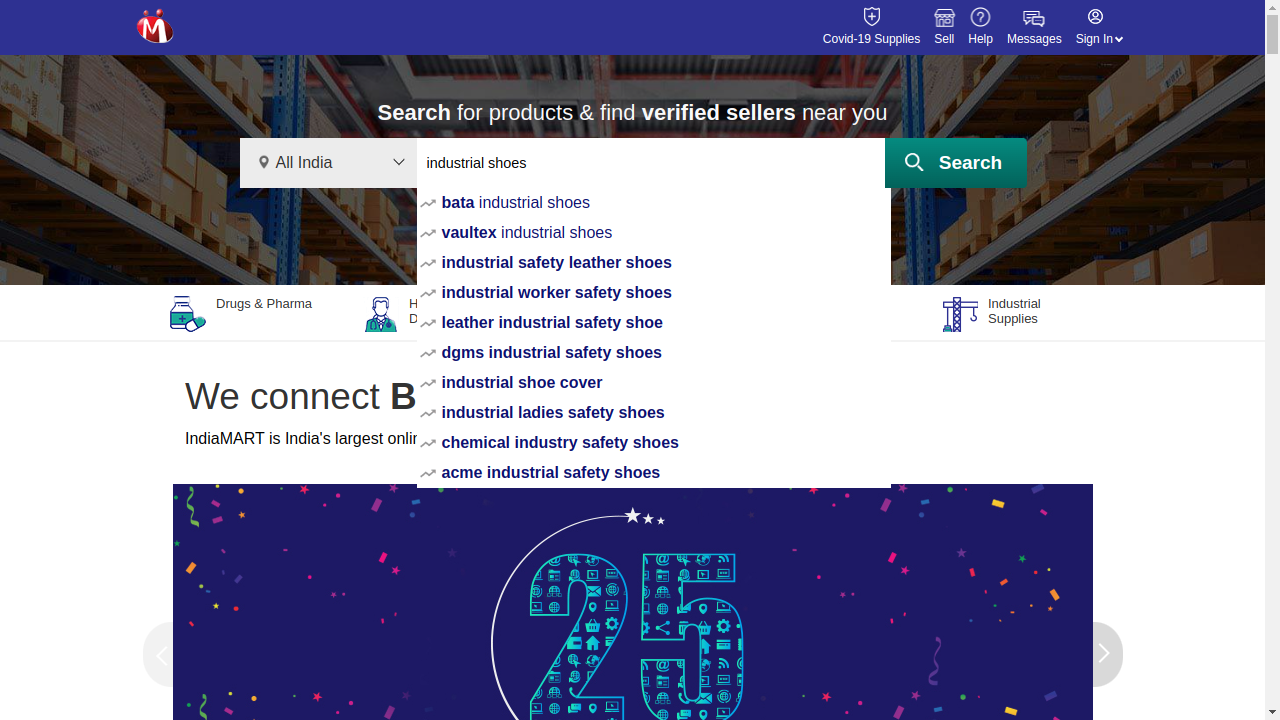 Covid-19 Supplies
Sell
Help
Messages
Sign In
Search for products & find verified sellers near you
All India
industrial shoes
Search
bata industrial shoes
vaultex industrial shoes
industrial safety leather shoes
industrial worker safety shoes
leather industrial safety shoe
dgms industrial safety shoes
industrial shoe cover
industrial ladies safety shoes
chemical industry safety shoes
acme industrial safety shoes
Drugs & Pharma
Industrial
Supplies
We connect
IndiaMART is India's largest
25